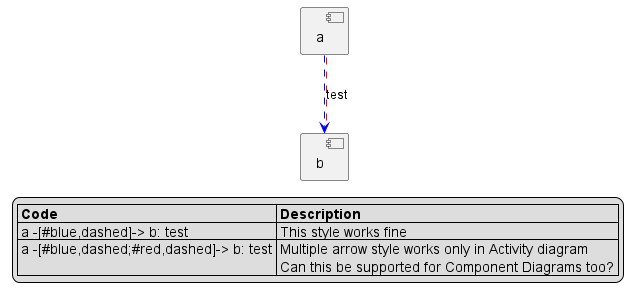 a
test
b
Code Description
a -[#blue,dashed]-> b: test This style works fine
a -[#blue,dashed;#red,dashed]-> b: test Multiple arrow style works only in Activity diagram
Can this be supported for Component Diagrams too?